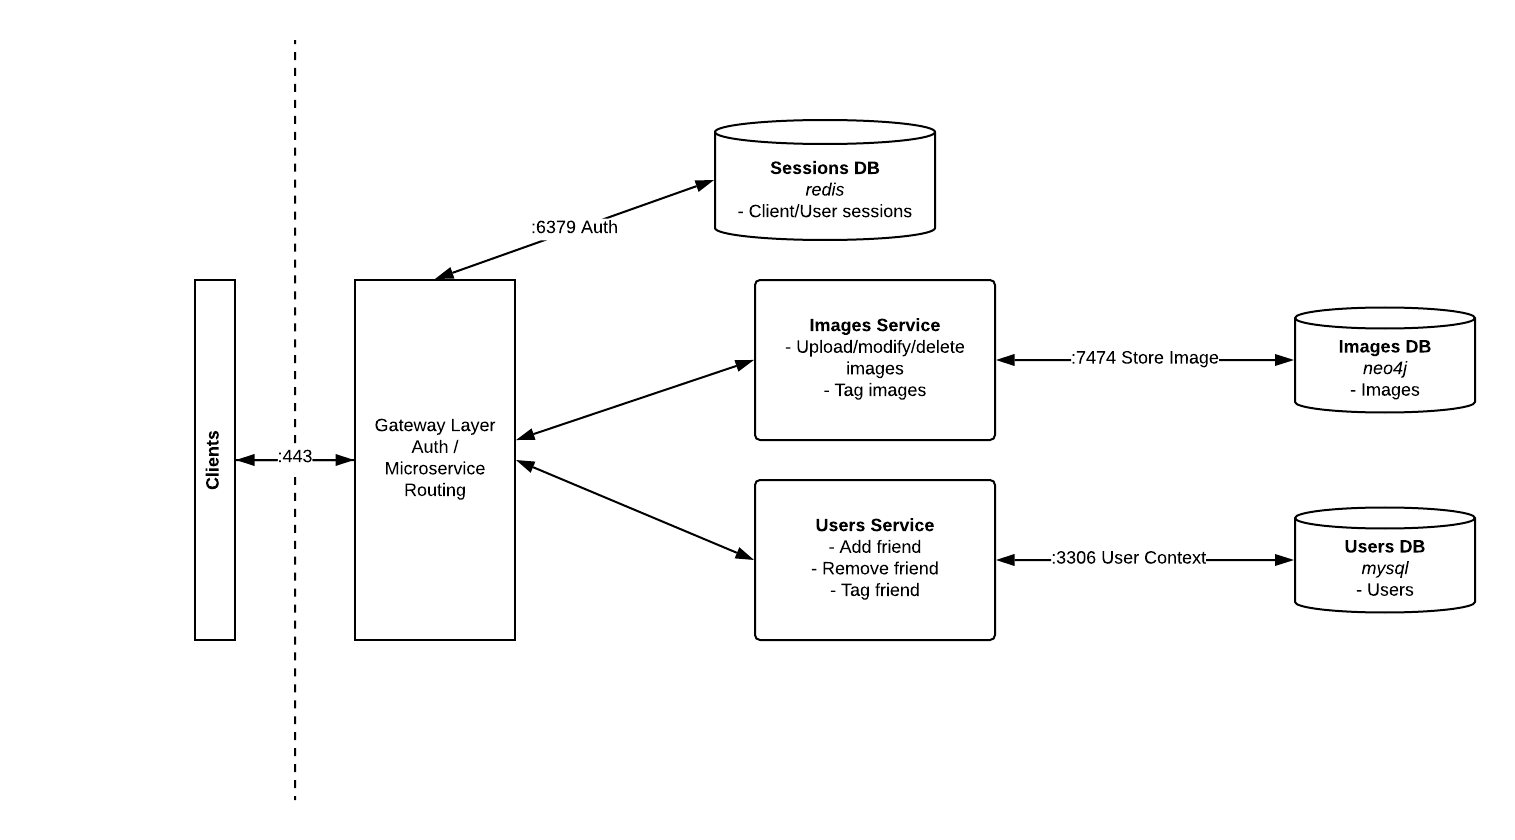 Sessions DB
redis
- Client/User sessions
:6379 Auth
Clients
:443
Gateway Layer
Auth /
Microservice
Routing
Images Service
- Upload/modify/delete
images
- Tag images
:7474 Store Image
Images DB
neo4j
- Images
Users Service
- Add friend
- Remove friend
- Tag friend
:3306 User Context
Users DB
mysql
- Users